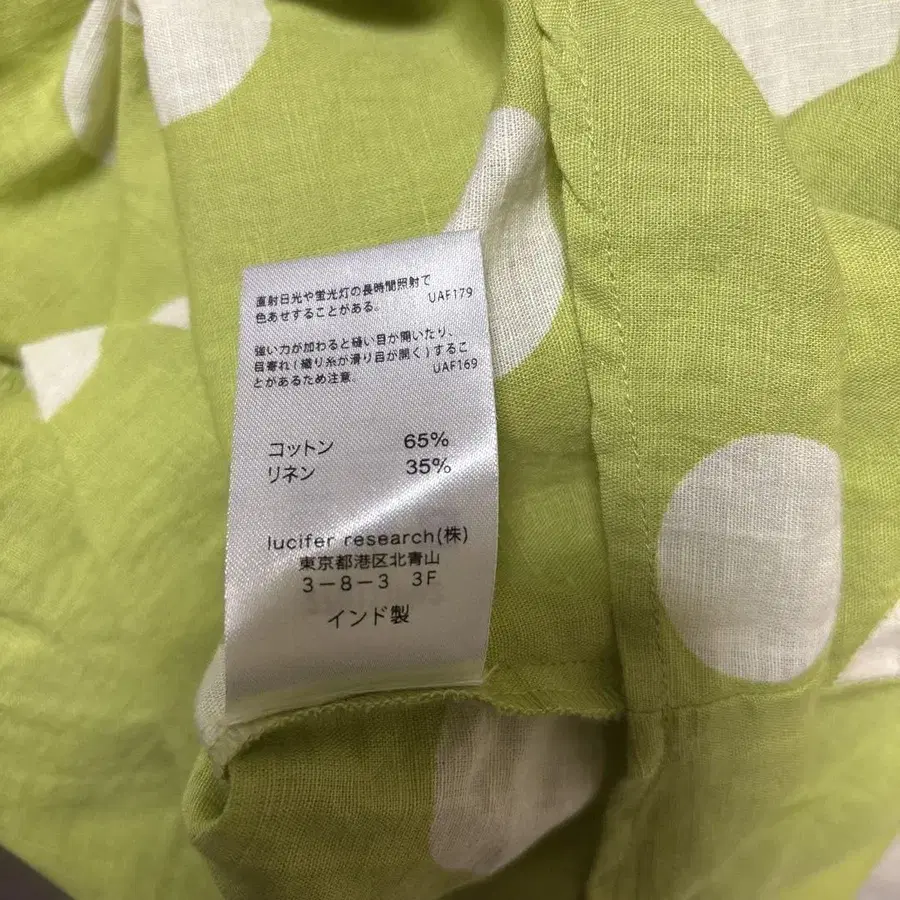 直射日光や蛍光灯の長時間照射で
色あせすることがある。 UAF179
強い力が加わると縫い目が開いたり、
目寄れ(織り糸が滑り目が開く)するこ
とがあるため注意。 UAF169
コットン 65%
リネン 35%
lucifer research(株)
東京都港区北青山
3-8-3 3F
インド製